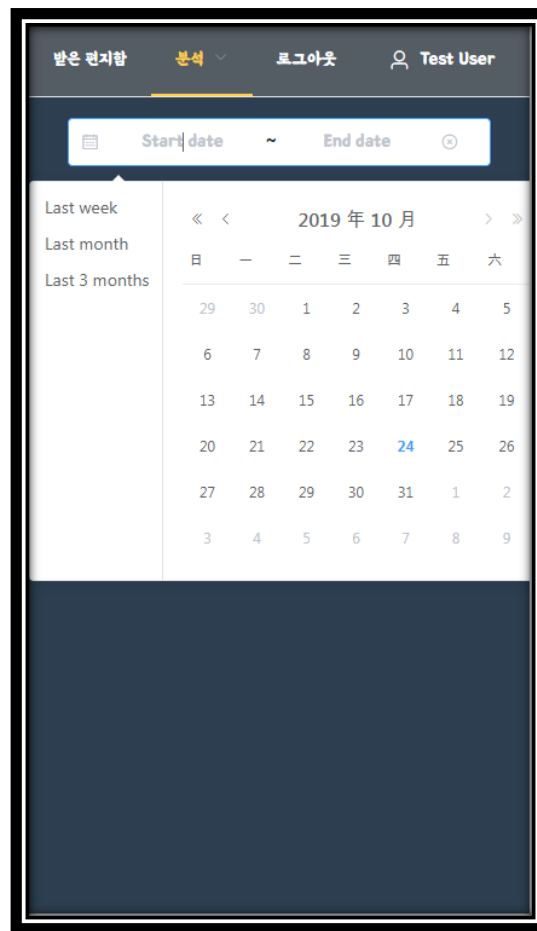 받은 편지함 분석 로그아웃 Test User
Start date ~ End date
Last week
Last month
Last 3 months
« < 2019 年 10 月 > »
日 一 二 三 四 五 六
29 30 1 2 3 4 5
6 7 8 9 10 11 12
13 14 15 16 17 18 19
20 21 22 23 24 25 26
27 28 29 30 31 1 2
3 4 5 6 7 8 9